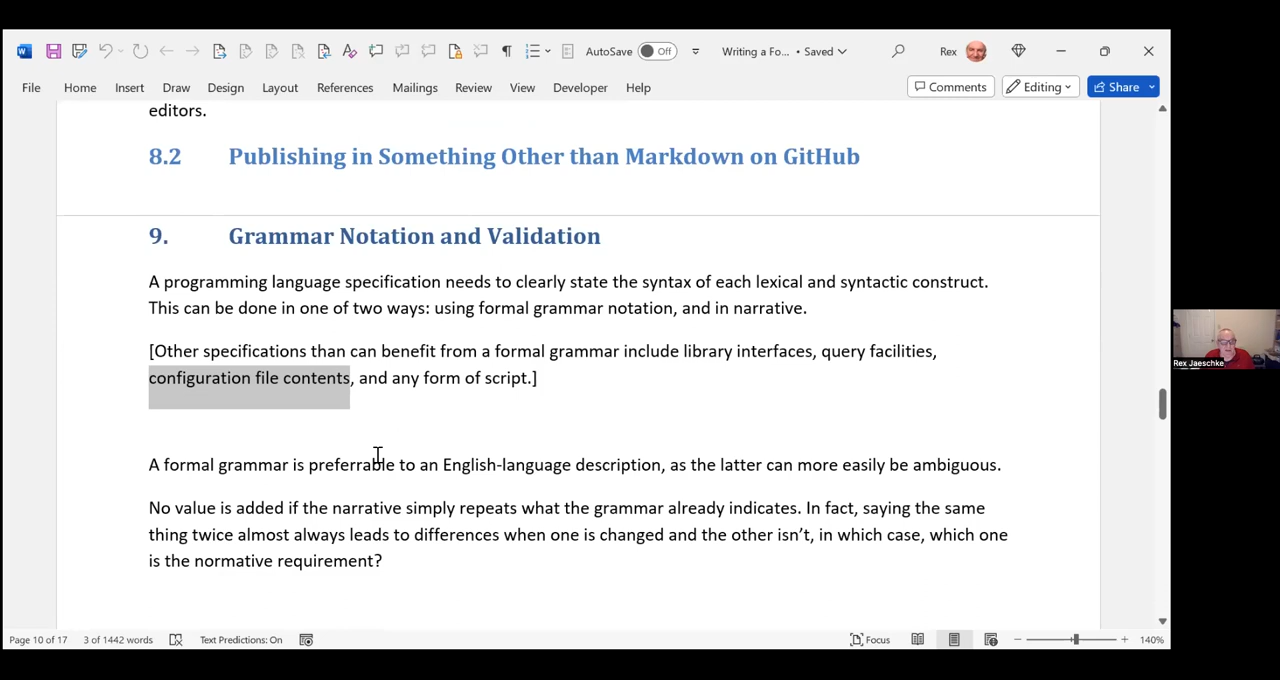 AutoSave Off Writing a Fo... • Saved Rex
File Home Insert Draw Design Layout References Mailings Review View Developer Help Comments Editing Share
editors.
8.2 Publishing in Something Other than Markdown on GitHub
9. Grammar Notation and Validation
A programming language specification needs to clearly state the syntax of each lexical and syntactic construct.
This can be done in one of two ways: using formal grammar notation, and in narrative.
[Other specifications than can benefit from a formal grammar include library interfaces, query facilities,
configuration file contents, and any form of script.]
Rex Jaeschke
A formal grammar is preferrable to an English-language description, as the latter can more easily be ambiguous.
No value is added if the narrative simply repeats what the grammar already indicates. In fact, saying the same
thing twice almost always leads to differences when one is changed and the other isn’t, in which case, which one
is the normative requirement?
Page 10 of 17 3 of 1442 words Text Predictions: On Focus 140%